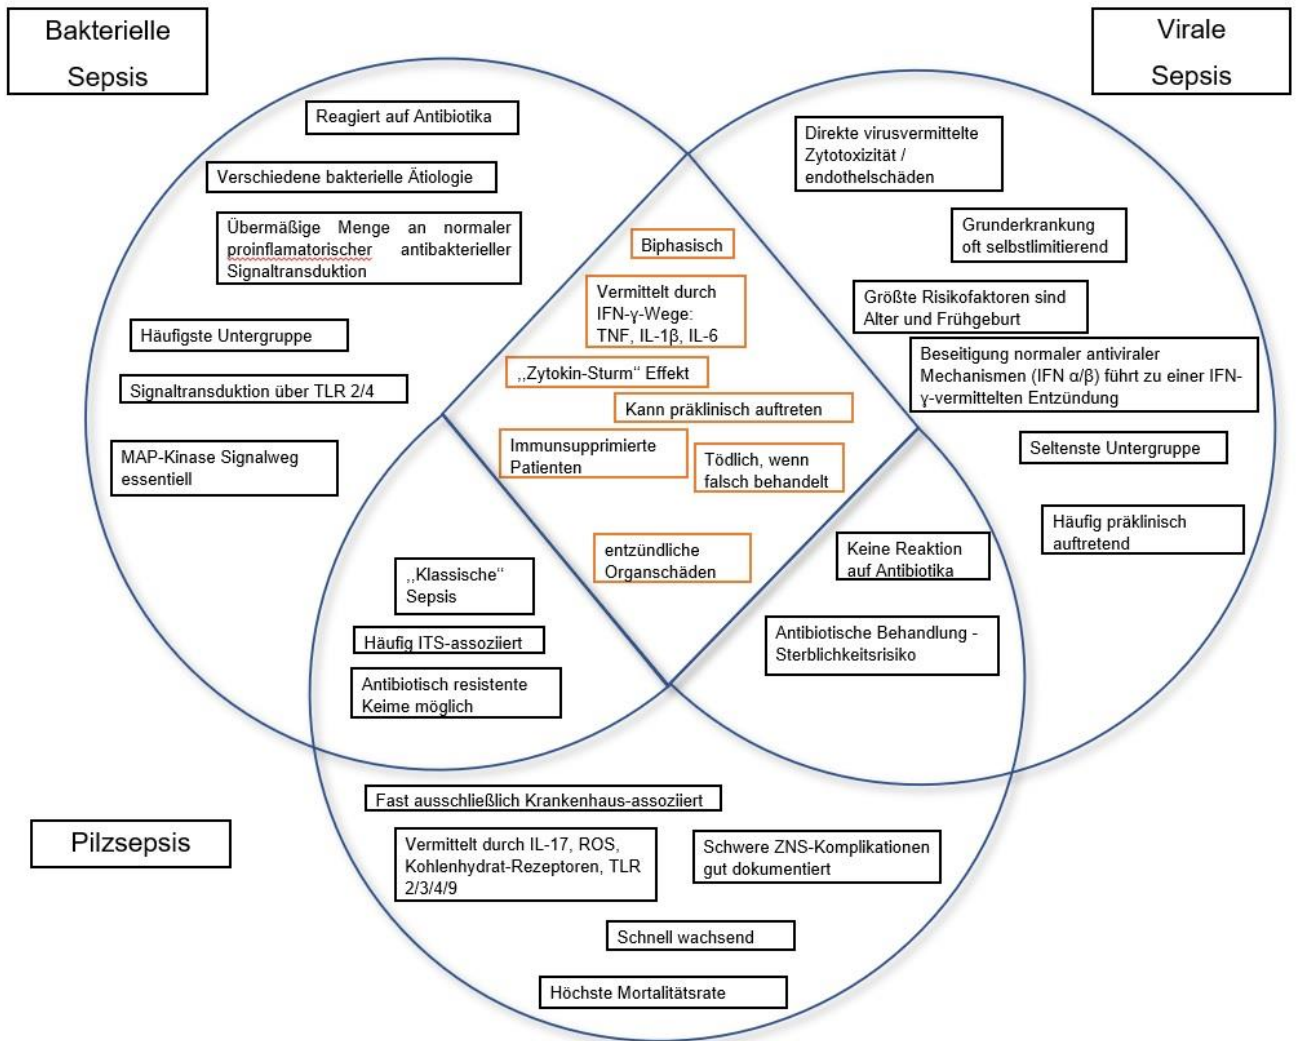 Bakterielle
Sepsis
Virale
Sepsis
Reagiert auf Antibiotika
Verschiedene bakterielle Ätiologie
Übermäßige Menge an normaler
proinflamatorischer antibakterieller
Signaltransduktion
Häufigste Untergruppe
Signaltransduktion über TLR 2/4
MAP-Kinase Signalweg
essentiell
Biphasisch
Vermittelt durch
IFN-ɣ-Wege:
TNF, IL-1β, IL-6
,,Zytokin-Sturm“ Effekt
Kann präklinisch auftreten
Immunsupprimierte
Patienten
Tödlich, wenn
falsch behandelt
entzündliche
Organschäden
Direkte virusvermittelte
Zytotoxizität /
endothelschäden
Grunderkrankung
oft selbstlimitierend
Größte Risikofaktoren sind
Alter und Frühgeburt
Beseitigung normaler antiviraler
Mechanismen (IFN α/β) führt zu einer IFN-
ɣ-vermittelten Entzündung
Seltenste Untergruppe
Häufig präklinisch
auftretend
,,Klassische“
Sepsis
Häufig ITS-assoziiert
Antibiotisch resistente
Keime möglich
Keine Reaktion
auf Antibiotika
Antibiotische Behandlung -
Sterblichkeitsrisiko
Pilzsepsis
Fast ausschließlich Krankenhaus-assoziiert
Vermittelt durch IL-17, ROS,
Kohlenhydrat-Rezeptoren, TLR
2/3/4/9
Schwere ZNS-Komplikationen
gut dokumentiert
Schnell wachsend
Höchste Mortalitätsrate